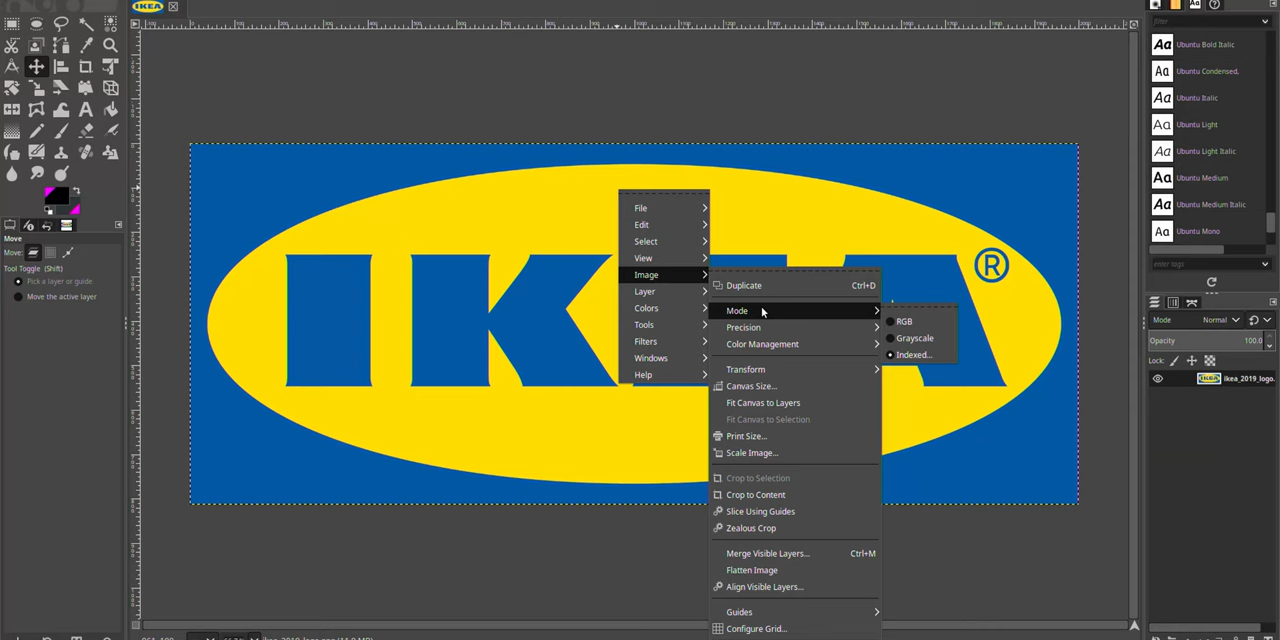 IKEA
filter
Ubuntu Bold Italic
Ubuntu Condensed,
Ubuntu Italic
Ubuntu Light
Ubuntu Light Italic
Ubuntu Medium
Ubuntu Medium Italic
Ubuntu Mono
enter tags
Move
Move:
Tool Toggle (Shift)
Pick a layer or guide
Move the active layer
IK A ®
File
Edit
Select
View
Image
Layer
Colors
Tools
Filters
Windows
Help
Duplicate Ctrl+D
Mode
Precision
Color Management
Transform
Canvas Size...
Fit Canvas to Layers
Fit Canvas to Selection
Print Size...
Scale Image...
Crop to Selection
Crop to Content
Slice Using Guides
Zealous Crop
Merge Visible Layers... Ctrl+M
Flatten Image
Align Visible Layers...
Guides
Configure Grid...
RGB
Grayscale
Indexed...
Mode Normal
Opacity 100.0
Lock:
ikea_2019_logo.